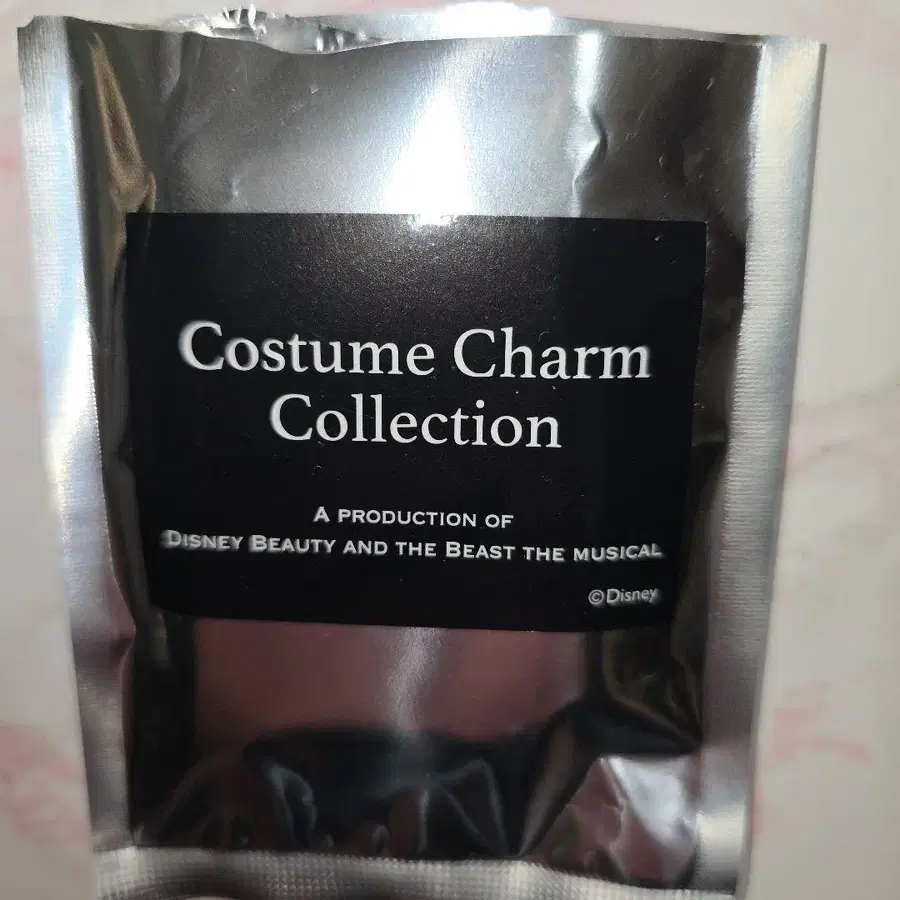 Costume Charm
Collection
A PRODUCTION OF
DISNEY BEAUTY AND THE BEAST THE MUSICAL
©Disney